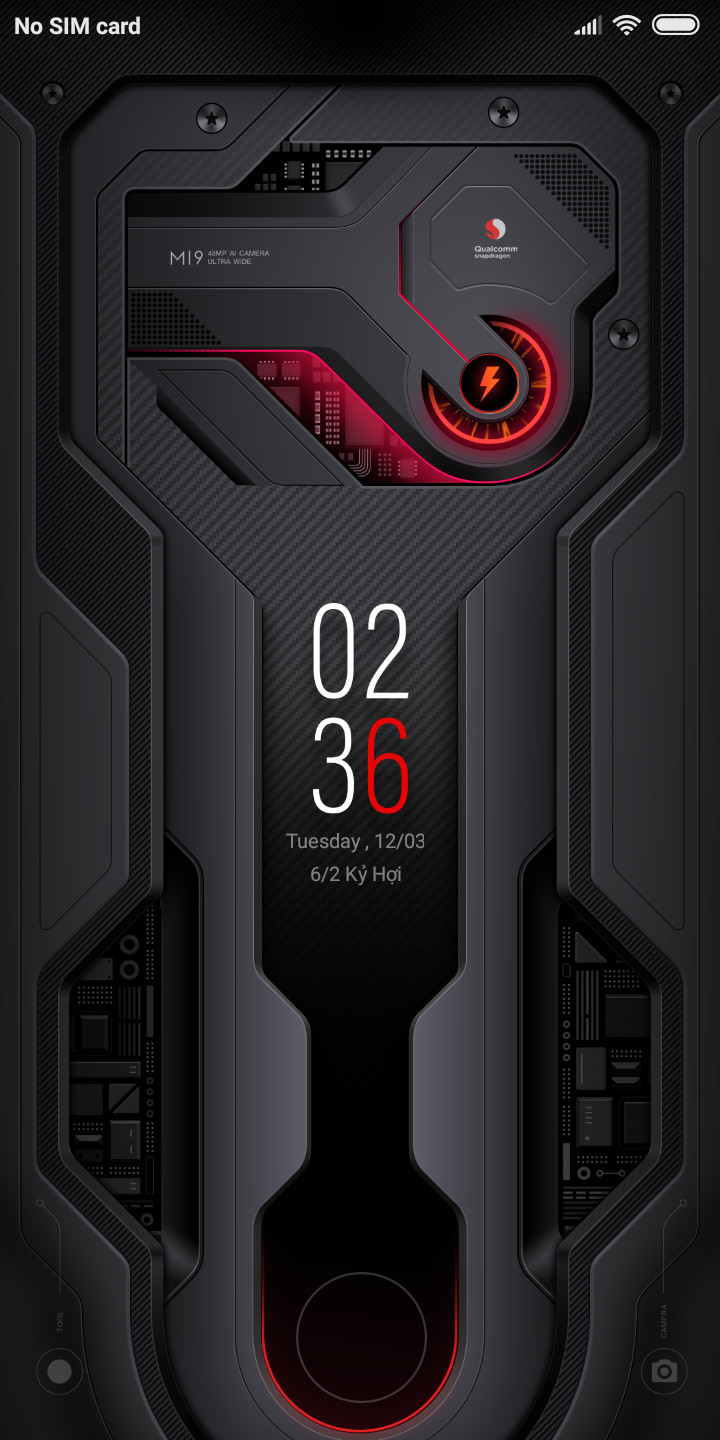 No SIM card
MI9 48MP AI CAMERA
ULTRA WIDE
Qualcomm
snapdragon
02
36
Tuesday , 12/03
6/2 Kỷ Hợi
TOOL
CAMERA